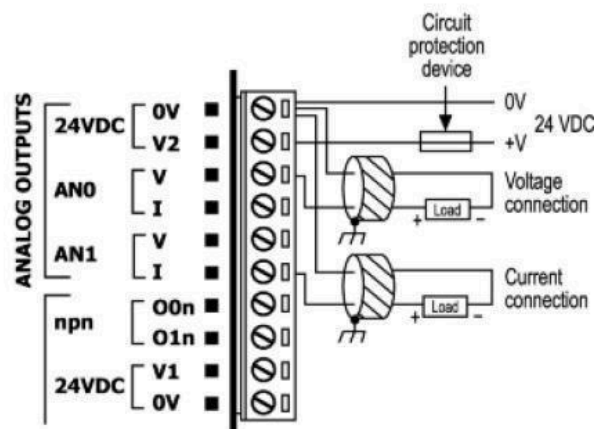 Circuit
protection
device
ANALOG OUTPUTS
24VDC
0V
V2
AN0
V
I
AN1
V
I
npn
O0n
O1n
24VDC
V1
0V
0V
24 VDC
+V
Voltage
connection
+ Load −
Current
connection
+ Load −